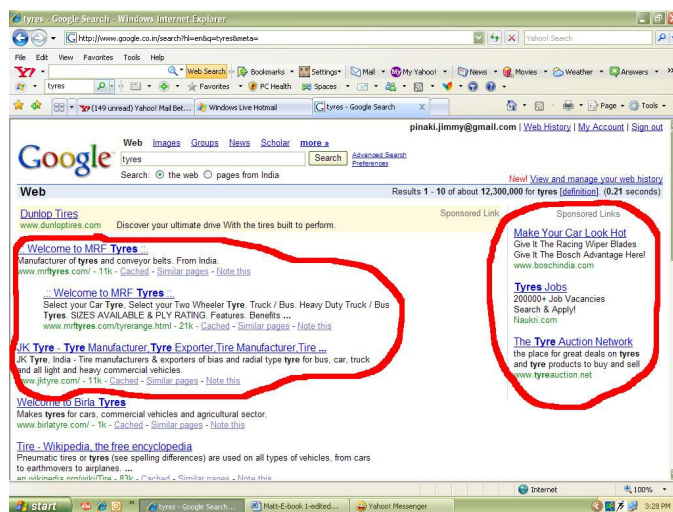 tyres - Google Search - Windows Internet Explorer
http://www.google.co.in/search?hl=en&q=tyres&meta=
Yahoo! Search
File Edit View Favorites Tools Help
Y7 Web Search Bookmarks Settings Mail My Yahoo! News Movies Weather Answers
tyres Favorites PC Health Spaces
(149 unread) Yahoo! Mail Bet... Windows Live Hotmail tyres - Google Search X Page Tools
pinaki.jimmy@gmail.com | Web History | My Account | Sign out
Web Images Groups News Scholar more »
Google tyres Search Advanced Search
Preferences
Search: the web pages from India
New! View and manage your web history
Web Results 1 - 10 of about 12,300,000 for tyres [definition]. (0.21 seconds)
Dunlop Tires Sponsored Link
www.dunloptires.com Discover your ultimate drive With the tires built to perform.
.: Welcome to MRF Tyres ::.
Manufacturer of tyres and conveyor belts. From India.
www.mrftyres.com/ - 11k - Cached - Similar pages - Note this
.:: Welcome to MRF Tyres ::.
Select your Car Tyre, Select your Two Wheeler Tyre. Truck / Bus. Heavy Duty Truck / Bus
Tyres. SIZES AVAILABLE & PLY RATING. Features. Benefits ...
www.mrftyres.com/tyrerange.html - 21k - Cached - Similar pages - Note this
JK Tyre - Tyre Manufacturer,Tyre Exporter,Tire Manufacturer,Tire ...
JK Tyre, India - Tire manufacturers & exporters of bias and radial type tyre for bus, car, truck
and all light and heavy commercial vehicles.
www.jktyre.com/ - 11k - Cached - Similar pages - Note this
Welcome to Birla Tyres
Makes tyres for cars, commercial vehicles and agricultural sector.
www.birlatyre.com/ - 1k - Cached - Similar pages - Note this
Tire - Wikipedia, the free encyclopedia
Pneumatic tires or tyres (see spelling differences) are used on all types of vehicles, from cars
to earthmovers to airplanes. ...
en.wikipedia.org/wiki/Tire - 83k - Cached - Similar pages - Note this
Sponsored Links
Make Your Car Look Hot
Give It The Racing Wiper Blades
Give It The Bosch Advantage Here!
www.boschindia.com
Tyres Jobs
200000+ Job Vacancies
Search & Apply!
Naukri.com
The Tyre Auction Network
the place for great deals on tyres
and tyre products to buy and sell
www.tyreauction.net
Internet 100%
start tyres - Google Search... Matt-E-book 1-edited... Yahoo! Messenger 3:28 PM